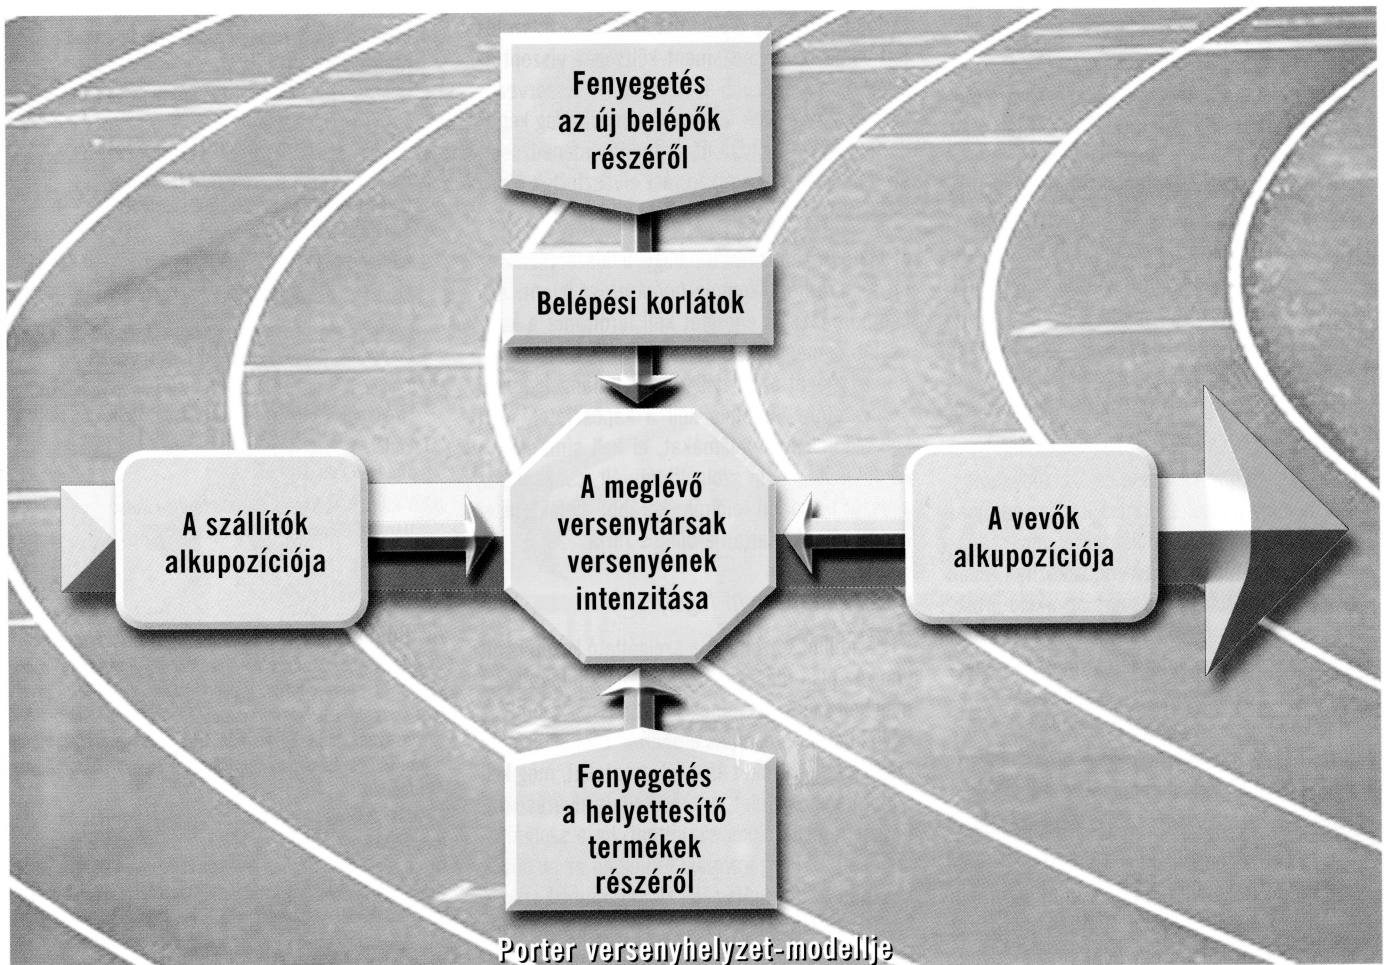 Fenyegetés
az új belépők
részéről
Belépési korlátok
A szállítók
alkupozíciója
A meglévő
versenytársak
versenyének
intenzitása
A vevők
alkupozíciója
Fenyegetés
a helyettesítő
termékek
részéről
Porter versenyhelyzet-modellje